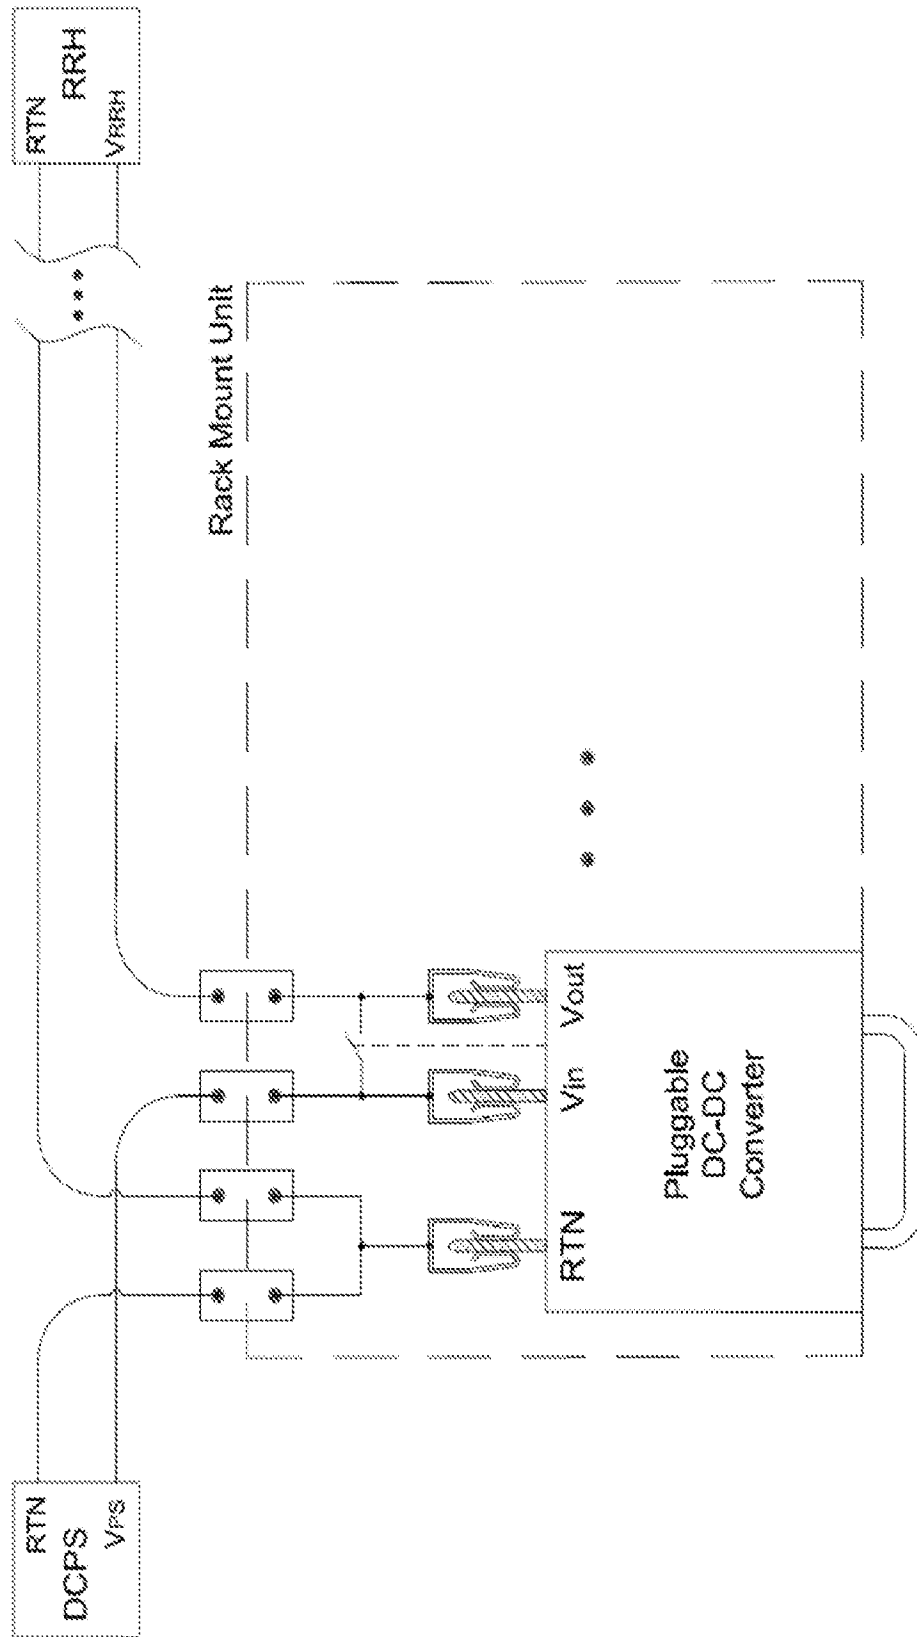 DCPS
RTN
VPS
RRH
RTN
VRRH
Rack Mount Unit
RTN
Vin
Vout
Pluggable
DC-DC
Converter